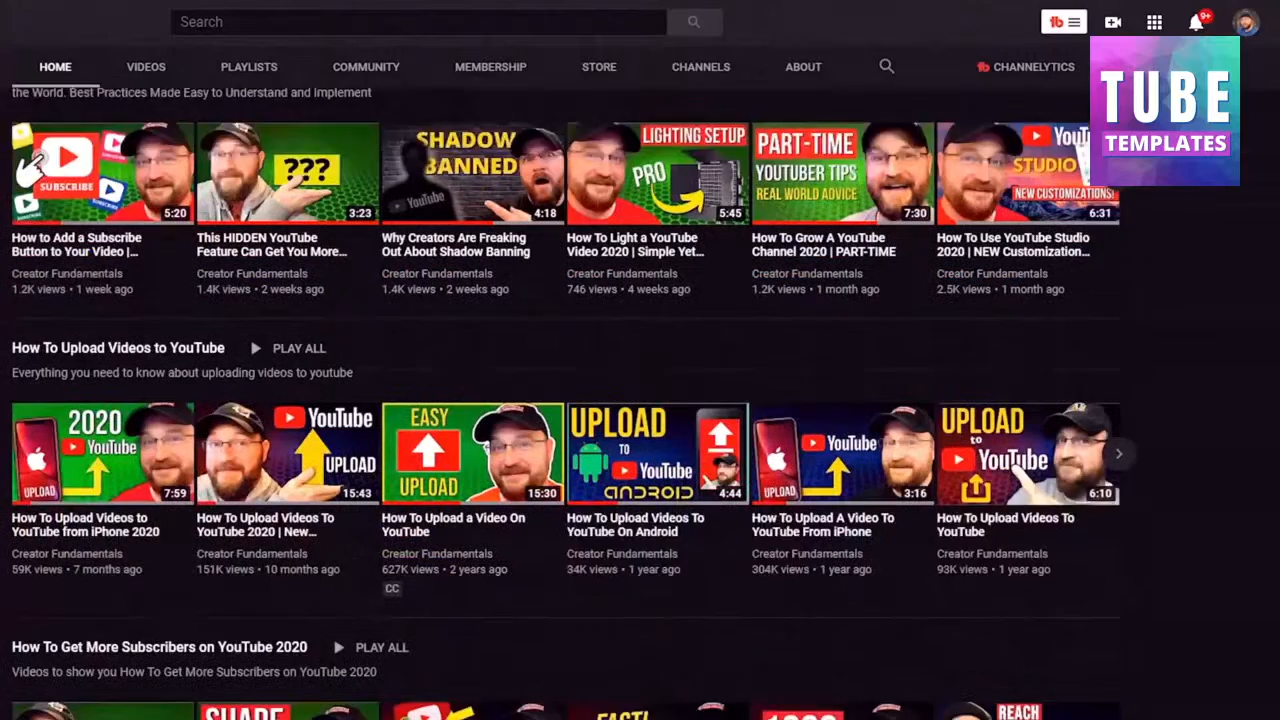 Search
9+
HOME VIDEOS PLAYLISTS COMMUNITY MEMBERSHIP STORE CHANNELS ABOUT CHANNELYTICS
TUBE
TEMPLATES
the World. Best Practices Made Easy to Understand and Implement
SUBSCRIBE
5:20
???
3:23
SHADOW
BANNED
YouTube
4:18
LIGHTING SETUP
PRO
5:45
PART-TIME
YOUTUBER TIPS
REAL WORLD ADVICE
7:30
STUDIO
NEW CUSTOMIZATIONS!
6:31
How to Add a Subscribe
Button to Your Video |...
Creator Fundamentals
1.2K views • 1 week ago
This HIDDEN YouTube
Feature Can Get You More...
Creator Fundamentals
1.4K views • 2 weeks ago
Why Creators Are Freaking
Out About Shadow Banning
Creator Fundamentals
1.4K views • 2 weeks ago
How To Light a YouTube
Video 2020 | Simple Yet...
Creator Fundamentals
746 views • 4 weeks ago
How To Grow A YouTube
Channel 2020 | PART-TIME
Creator Fundamentals
1.2K views • 1 month ago
How To Use YouTube Studio
2020 | NEW Customization...
Creator Fundamentals
2.5K views • 1 month ago
How To Upload Videos to YouTube PLAY ALL
Everything you need to know about uploading videos to youtube
2020
YouTube
UPLOAD
7:59
YouTube
UPLOAD
15:43
EASY
UPLOAD
15:30
UPLOAD
TO
YouTube
ANDROID
4:44
YouTube
UPLOAD
3:16
UPLOAD
to
YouTube
6:10
How To Upload Videos to
YouTube from iPhone 2020
Creator Fundamentals
59K views • 7 months ago
How To Upload Videos To
YouTube 2020 | New...
Creator Fundamentals
151K views • 10 months ago
How To Upload a Video On
YouTube
Creator Fundamentals
627K views • 2 years ago
CC
How To Upload Videos To
YouTube On Android
Creator Fundamentals
34K views • 1 year ago
How To Upload A Video To
YouTube From iPhone
Creator Fundamentals
304K views • 1 year ago
How To Upload Videos To
YouTube
Creator Fundamentals
93K views • 1 year ago
How To Get More Subscribers on YouTube 2020 PLAY ALL
Videos to show you How To Get More Subscribers on YouTube 2020
SHARE
REACH